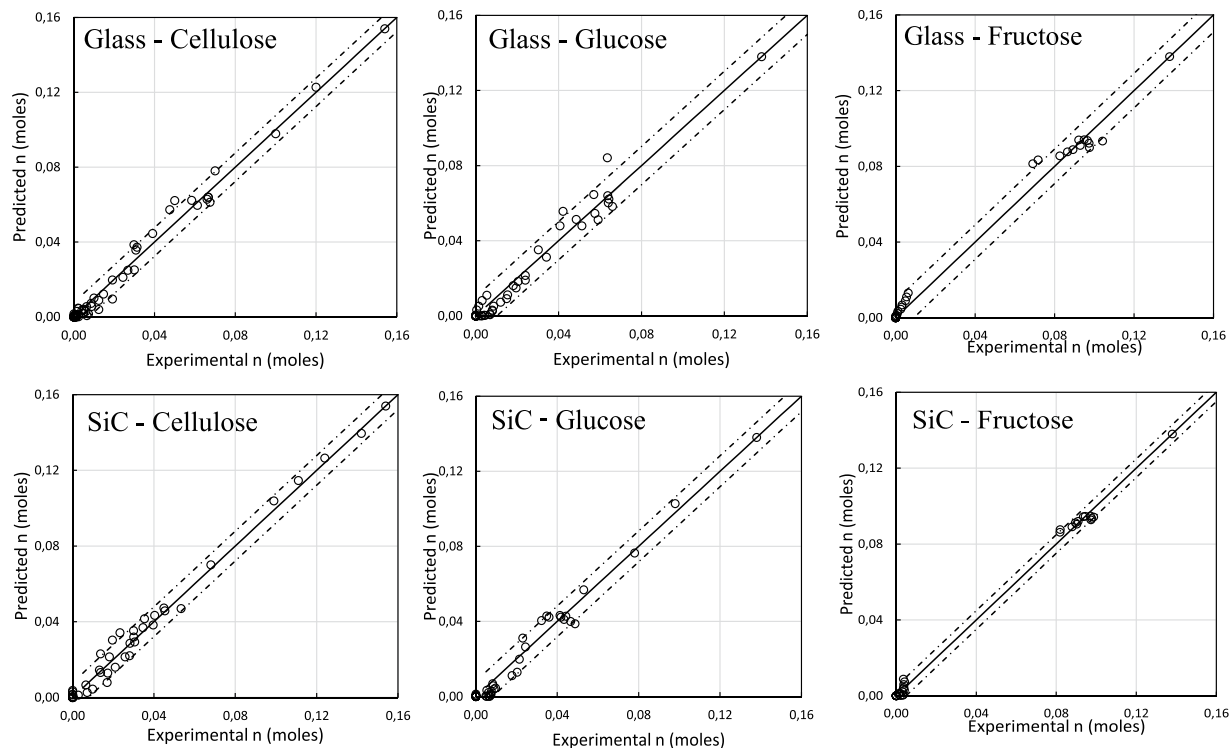 Glass - Cellulose
0,16
0,12
0,08
0,04
0,00
Predicted n (moles)
0,00 0,04 0,08 0,12 0,16
Experimental n (moles)
Glass - Glucose
0,16
0,12
0,08
0,04
0,00
Predicted n (moles)
0,00 0,04 0,08 0,12 0,16
Experimental n (moles)
Glass - Fructose
0,16
0,12
0,08
0,04
0,00
Predicted n (moles)
0,00 0,04 0,08 0,12 0,16
Experimental n (moles)
SiC - Cellulose
0,16
0,12
0,08
0,04
0,00
Predicted n (moles)
0,00 0,04 0,08 0,12 0,16
Experimental n (moles)
SiC - Glucose
0,16
0,12
0,08
0,04
0,00
Predicted n (moles)
0,00 0,04 0,08 0,12 0,16
Experimental n (moles)
SiC - Fructose
0,16
0,12
0,08
0,04
0,00
Predicted n (moles)
0,00 0,04 0,08 0,12 0,16
Experimental n (moles)